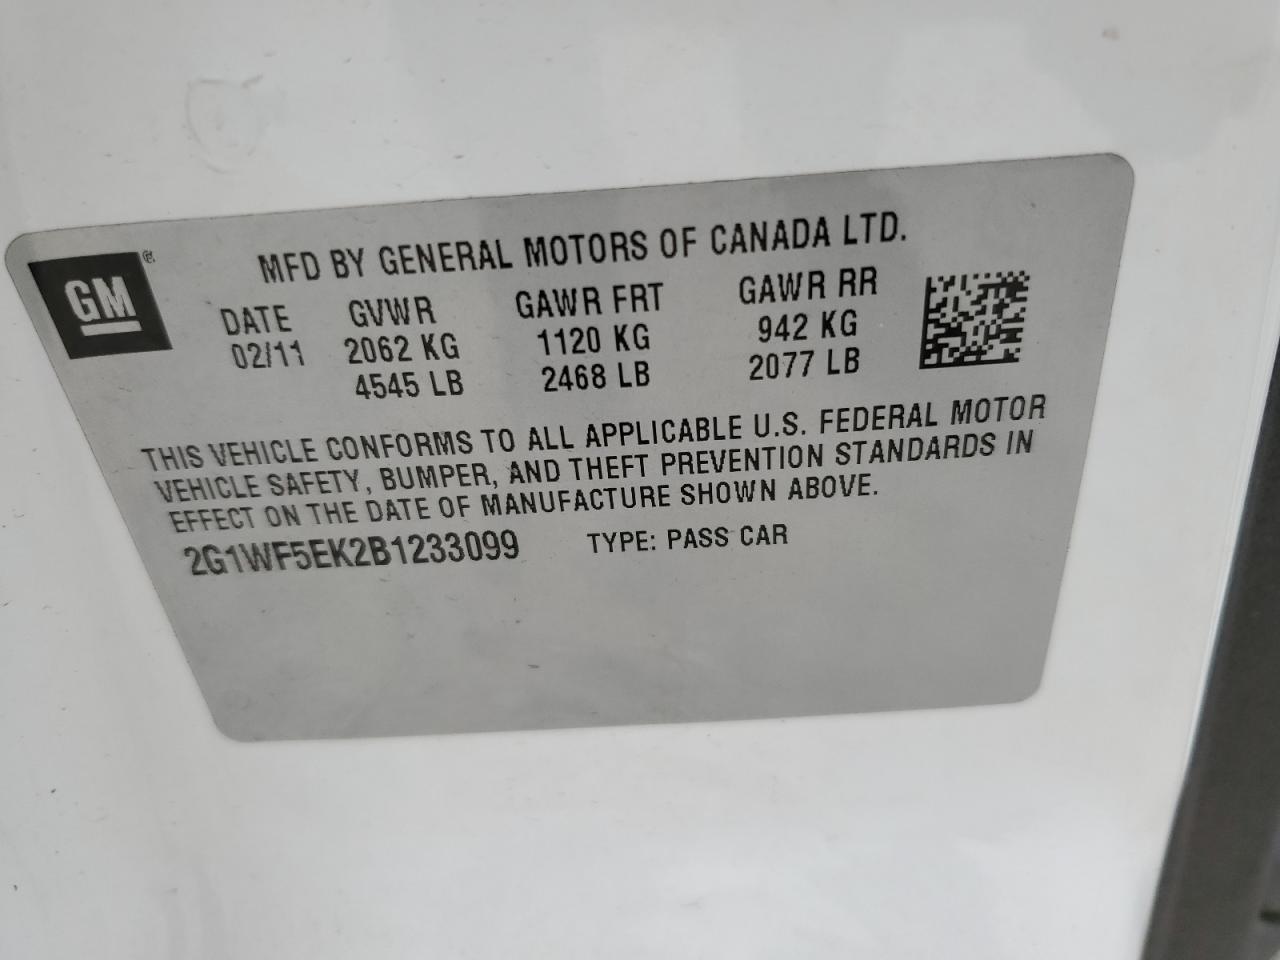 GM
MFD BY GENERAL MOTORS OF CANADA LTD.
DATE GVWR GAWR FRT GAWR RR
02/11 2062 KG 1120 KG 942 KG
4545 LB 2468 LB 2077 LB
THIS VEHICLE CONFORMS TO ALL APPLICABLE U.S. FEDERAL MOTOR
VEHICLE SAFETY, BUMPER, AND THEFT PREVENTION STANDARDS IN
EFFECT ON THE DATE OF MANUFACTURE SHOWN ABOVE.
2G1WF5EK2B1233099 TYPE: PASS CAR